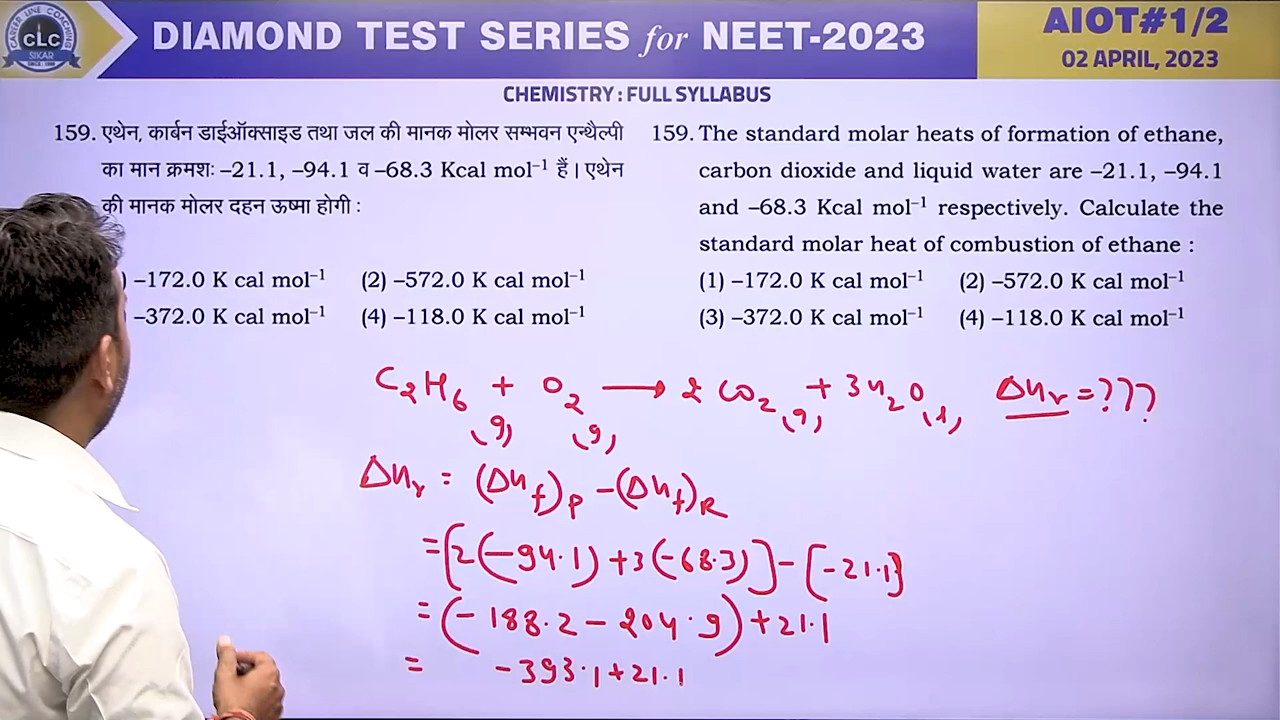 CAREER LINE COACHING
CLC
SIKAR
DIAMOND TEST SERIES for NEET-2023
AIOT#1/2
02 APRIL, 2023
CHEMISTRY : FULL SYLLABUS
159. एथेन, कार्बन डाईऑक्साइड तथा जल की मानक मोलर सम्भवन एन्थैल्पी
का मान क्रमशः –21.1, –94.1 व –68.3 Kcal mol⁻¹ हैं। एथेन
की मानक मोलर दहन ऊष्मा होगी :
) –172.0 K cal mol⁻¹ (2) –572.0 K cal mol⁻¹
–372.0 K cal mol⁻¹ (4) –118.0 K cal mol⁻¹
159. The standard molar heats of formation of ethane,
carbon dioxide and liquid water are –21.1, –94.1
and –68.3 Kcal mol⁻¹ respectively. Calculate the
standard molar heat of combustion of ethane :
(1) –172.0 K cal mol⁻¹ (2) –572.0 K cal mol⁻¹
(3) –372.0 K cal mol⁻¹ (4) –118.0 K cal mol⁻¹
C₂H₆(g) + O₂(g) → 2CO₂(g) + 3H₂O(l) ΔHr = ???
ΔHr = (ΔHf)P – (ΔHf)R
= [2(–94.1) + 3(–68.3)] – [–21.1]
= (–188.2 – 204.9) + 21.1
= –393.1 + 21.1